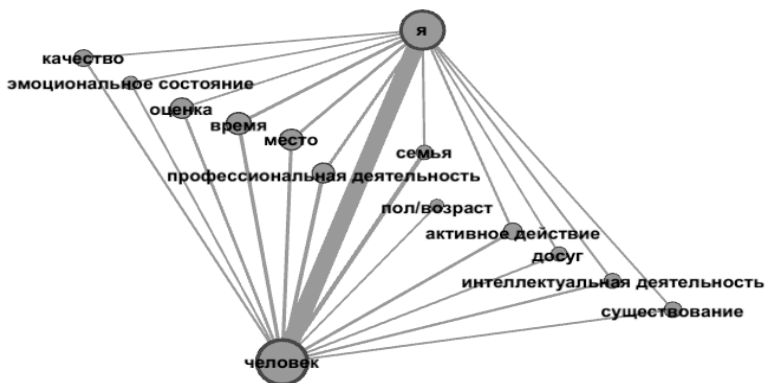 я
качество
эмоциональное состояние
оценка
время
место
семья
профессиональная деятельность
пол/возраст
активное действие
досуг
интеллектуальная деятельность
существование
человек